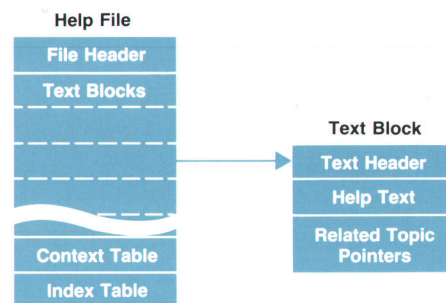 Help File
File Header
Text Blocks
Context Table
Index Table
Text Block
Text Header
Help Text
Related Topic
Pointers